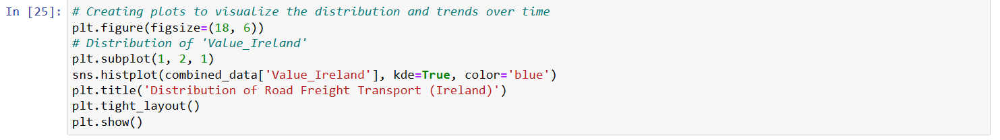 In [25]: # Creating plots to visualize the distribution and trends over time
plt.figure(figsize=(18, 6))
# Distribution of 'Value_Ireland'
plt.subplot(1, 2, 1)
sns.histplot(combined_data['Value_Ireland'], kde=True, color='blue')
plt.title('Distribution of Road Freight Transport (Ireland)')
plt.tight_layout()
plt.show()